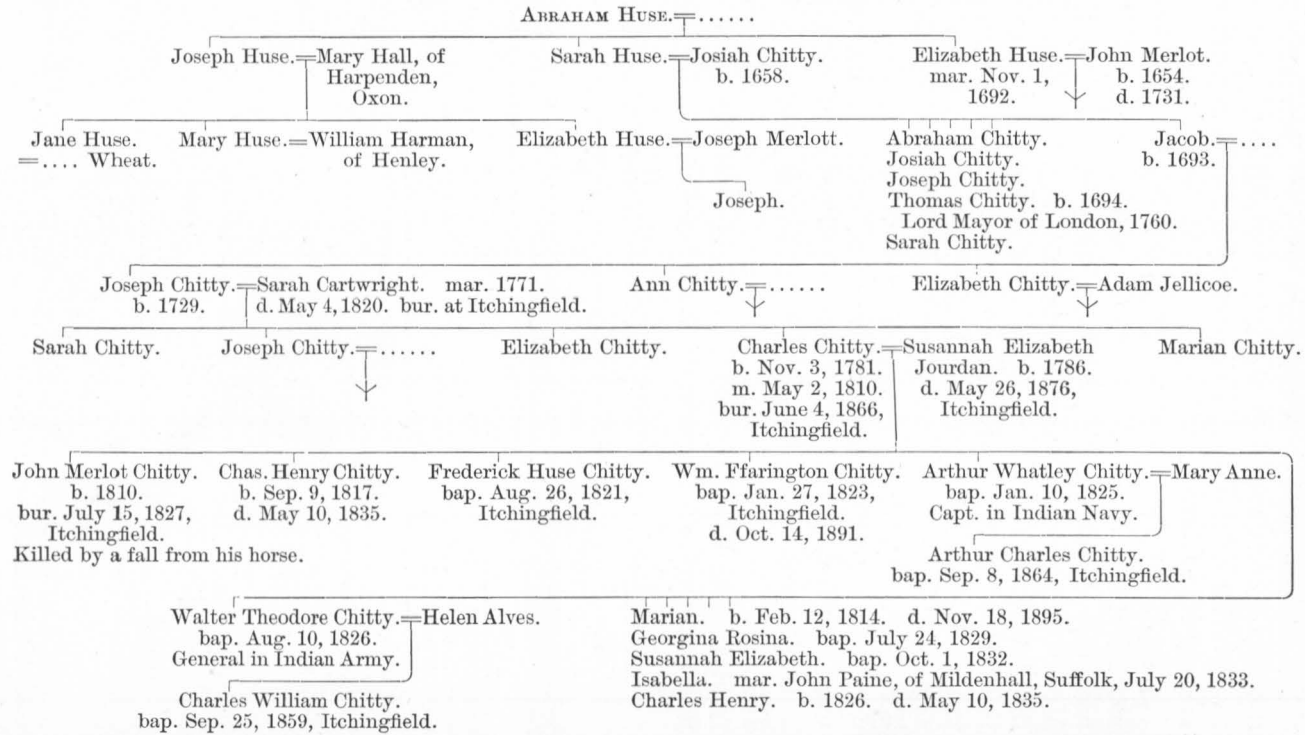 ABRAHAM HUSE.=......
Joseph Huse.=Mary Hall, of Harpenden, Oxon.
Sarah Huse.=Josiah Chitty. b. 1658.
Elizabeth Huse.=John Merlot.
mar. Nov. 1, 1692.
b. 1654.
d. 1731.
Jane Huse.
=.... Wheat.
Mary Huse.=William Harman,
of Henley.
Elizabeth Huse.=Joseph Merlott.
Joseph.
Abraham Chitty.
Josiah Chitty.
Joseph Chitty.
Thomas Chitty. b. 1694.
Lord Mayor of London, 1760.
Sarah Chitty.
Jacob.=....
b. 1693.
Joseph Chitty.=Sarah Cartwright. mar. 1771.
b. 1729. d. May 4, 1820. bur. at Itchingfield.
Ann Chitty.=......
Elizabeth Chitty.=Adam Jellicoe.
Sarah Chitty.
Joseph Chitty.=......
Elizabeth Chitty.
Charles Chitty.=Susannah Elizabeth
b. Nov. 3, 1781.
m. May 2, 1810.
bur. June 4, 1866,
Itchingfield.
Jourdan. b. 1786.
d. May 26, 1876,
Itchingfield.
Marian Chitty.
John Merlot Chitty.
b. 1810.
bur. July 15, 1827,
Itchingfield.
Killed by a fall from his horse.
Chas. Henry Chitty.
b. Sep. 9, 1817.
d. May 10, 1835.
Frederick Huse Chitty.
bap. Aug. 26, 1821,
Itchingfield.
Wm. Ffarington Chitty.
bap. Jan. 27, 1823,
Itchingfield.
d. Oct. 14, 1891.
Arthur Whatley Chitty.=Mary Anne.
bap. Jan. 10, 1825.
Capt. in Indian Navy.
Arthur Charles Chitty.
bap. Sep. 8, 1864, Itchingfield.
Walter Theodore Chitty.=Helen Alves.
bap. Aug. 10, 1826.
General in Indian Army.
Charles William Chitty.
bap. Sep. 25, 1859, Itchingfield.
Marian. b. Feb. 12, 1814. d. Nov. 18, 1895.
Georgina Rosina. bap. July 24, 1829.
Susannah Elizabeth. bap. Oct. 1, 1832.
Isabella. mar. John Paine, of Mildenhall, Suffolk, July 20, 1833.
Charles Henry. b. 1826. d. May 10, 1835.